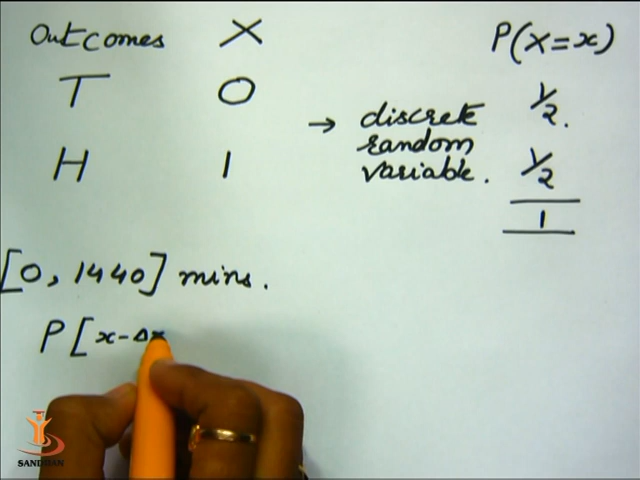 Outcomes X P(X=x)
T 0 1/2.
→ discrete random variable.
H 1 1/2
1
[0, 1440] mins.
P[x-Δx
SANDHAN